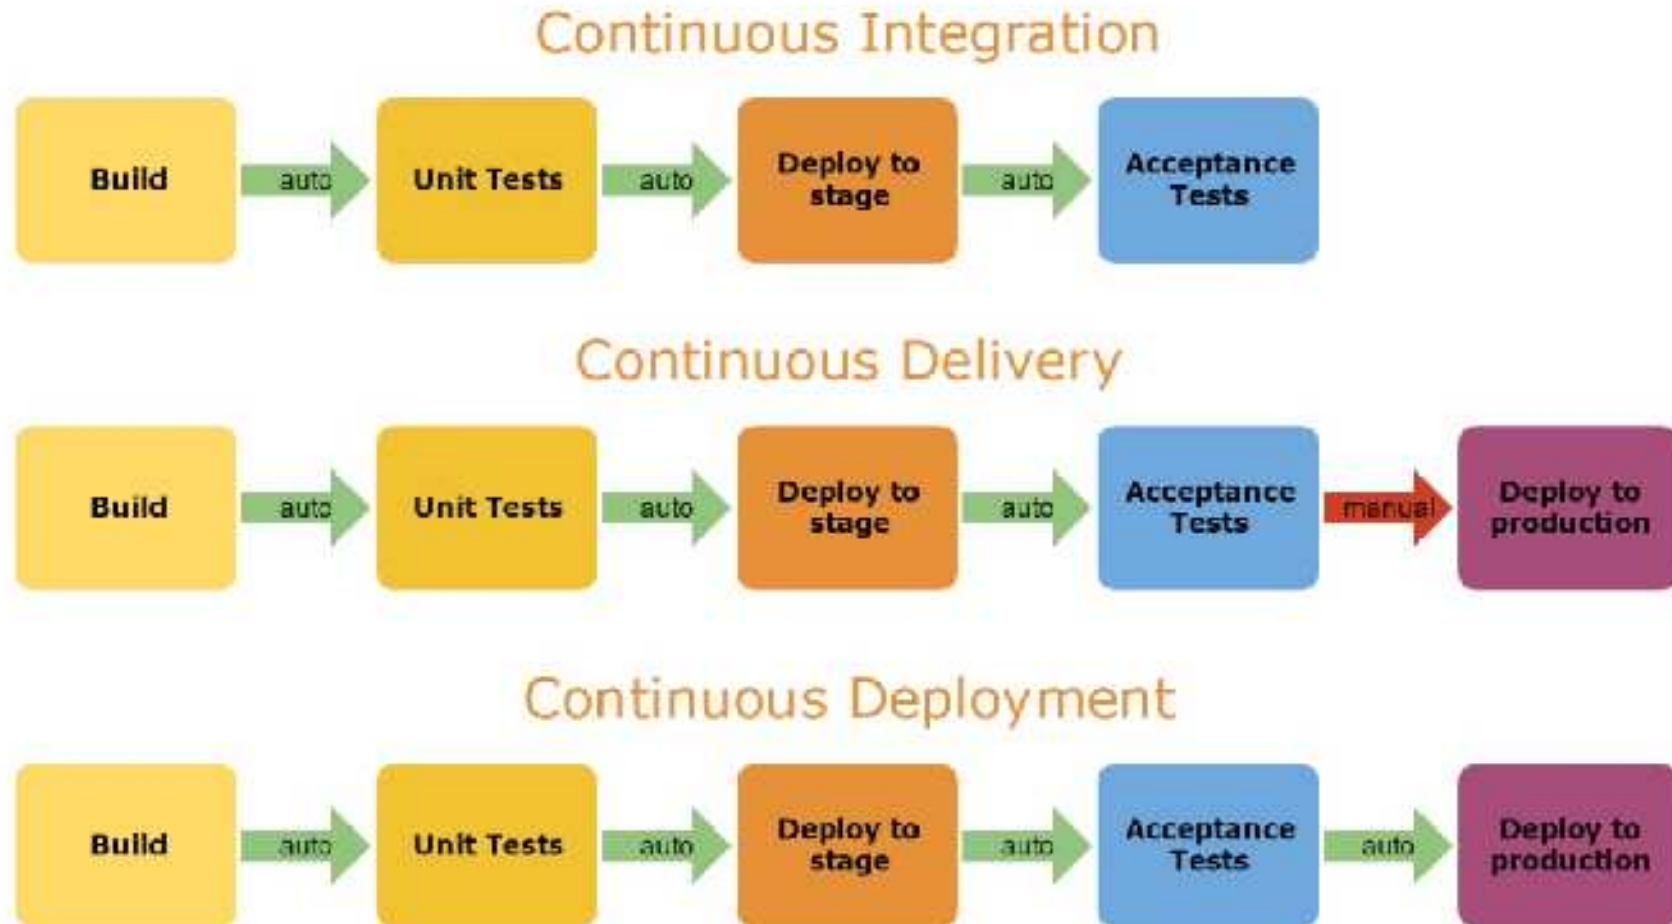 Continuous Integration
Build
auto
Unit Tests
auto
Deploy to
stage
auto
Acceptance
Tests
Continuous Delivery
Build
auto
Unit Tests
auto
Deploy to
stage
auto
Acceptance
Tests
manual
Deploy to
production
Continuous Deployment
Build
auto
Unit Tests
auto
Deploy to
stage
auto
Acceptance
Tests
auto
Deploy to
production